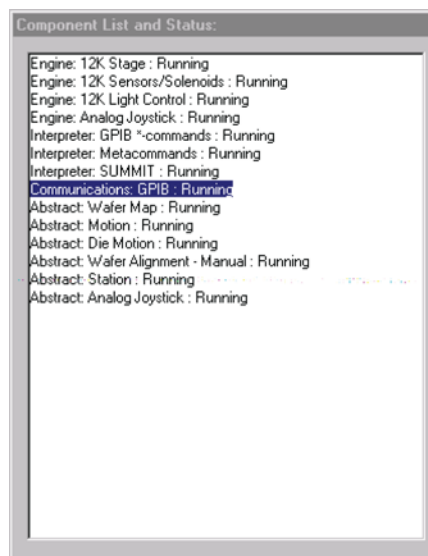 Component List and Status:
Engine: 12K Stage : Running
Engine: 12K Sensors/Solenoids : Running
Engine: 12K Light Control : Running
Engine: Analog Joystick : Running
Interpreter: GPIB *-commands : Running
Interpreter: Metacommands : Running
Interpreter: SUMMIT : Running
Communications: GPIB : Running
Abstract: Wafer Map : Running
Abstract: Motion : Running
Abstract: Die Motion : Running
Abstract: Wafer Alignment - Manual : Running
Abstract: Station : Running
Abstract: Analog Joystick : Running